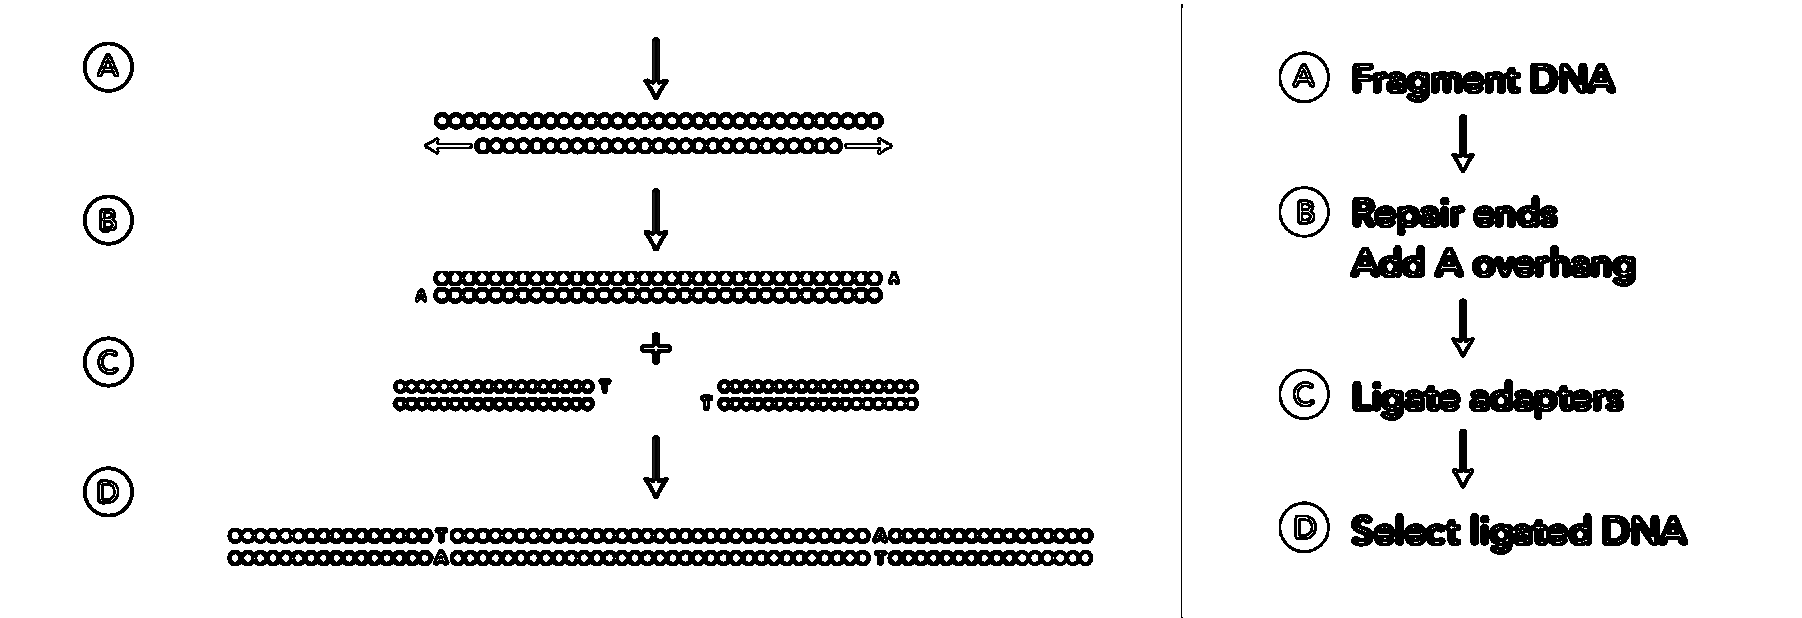 A
B
A
A
C
T
T
D
T A
A T
A Fragment DNA
B Repair ends
Add A overhang
C Ligate adapters
D Select ligated DNA